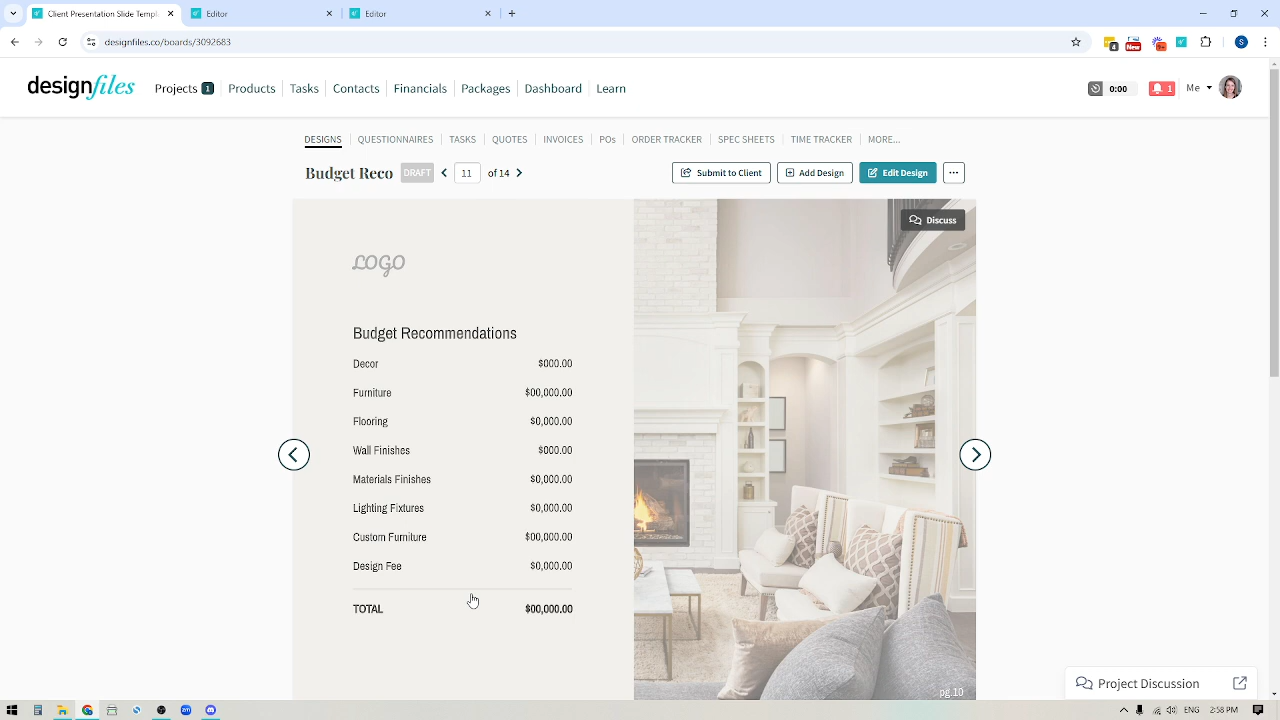 Client Presentation Slide Templ
Editor
Editor
designfiles.co/boards/3092683
4
New
S
designfiles
Projects 1
Products
Tasks
Contacts
Financials
Packages
Dashboard
Learn
0:00
1
Me
DESIGNS
QUESTIONNAIRES
TASKS
QUOTES
INVOICES
POs
ORDER TRACKER
SPEC SHEETS
TIME TRACKER
MORE...
Budget Reco DRAFT 11 of 14
Submit to Client
Add Design
Edit Design
Discuss
LOGO
Budget Recommendations
Decor $000.00
Furniture $00,000.00
Flooring $0,000.00
Wall Finishes $000.00
Materials Finishes $0,000.00
Lighting Fixtures $0,000.00
Custom Furniture $00,000.00
Design Fee $0,000.00
TOTAL $00,000.00
pg.10
Project Discussion
ENG 2:58 PM